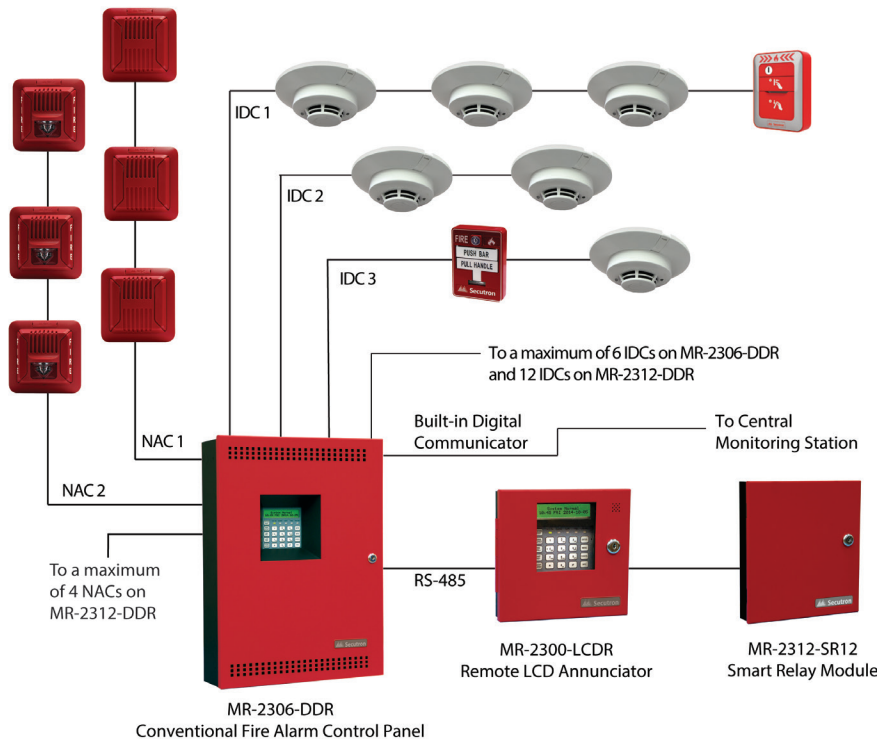 IDC 1
IDC 2
FIRE
PUSH BAR
PULL HANDLE
Secutron
IDC 3
To a maximum of 6 IDCs on MR-2306-DDR
and 12 IDCs on MR-2312-DDR
Built-in Digital
Communicator
To Central
Monitoring Station
NAC 1
NAC 2
To a maximum
of 4 NACs on
MR-2312-DDR
RS-485
System Normal
Secutron
Secutron
Secutron
MR-2300-LCDR
Remote LCD Annunciator
MR-2312-SR12
Smart Relay Module
MR-2306-DDR
Conventional Fire Alarm Control Panel